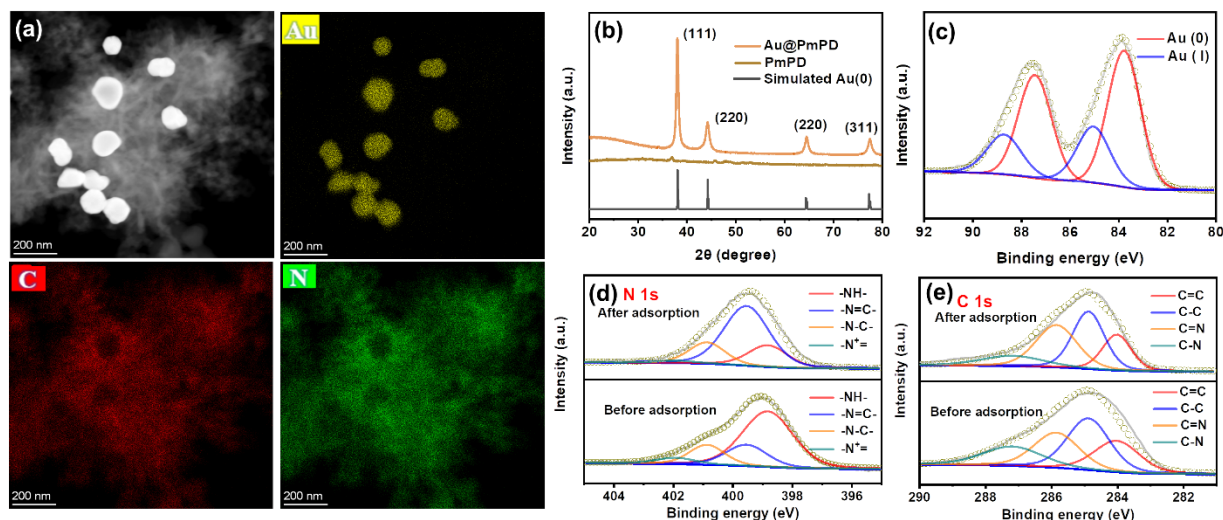 (a)
200 nm
Au
200 nm
C
200 nm
N
200 nm
(b)
Intensity (a.u.)
(111)
(220)
(220)
(311)
Au@PmPD
PmPD
Simulated Au(0)
20 30 40 50 60 70 80
2θ (degree)
(c)
Intensity (a.u.)
Au (0)
Au ( I)
92 90 88 86 84 82 80
Binding energy (eV)
(d) N 1s
After adsorption
-NH-
-N=C-
-N-C-
-N⁺=
Before adsorption
-NH-
-N=C-
-N-C-
-N⁺=
Intensity (a.u.)
404 402 400 398 396
Binding energy (eV)
(e) C 1s
After adsorption
C=C
C-C
C=N
C-N
Before adsorption
C=C
C-C
C=N
C-N
Intensity (a.u.)
290 288 286 284 282
Binding energy (eV)